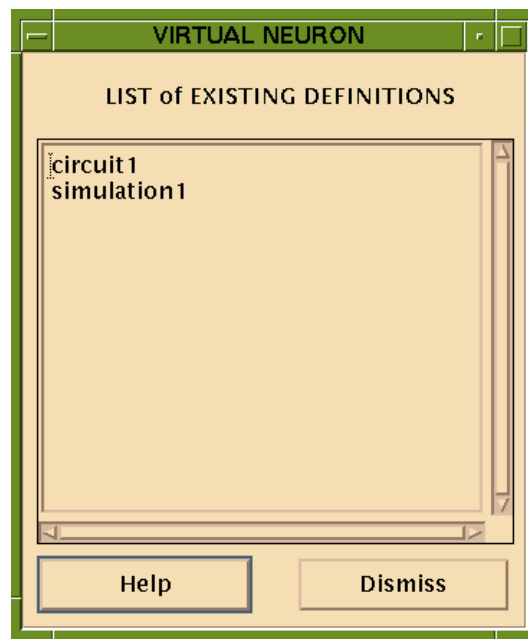 VIRTUAL NEURON
LIST of EXISTING DEFINITIONS
circuit1
simulation1
Help
Dismiss